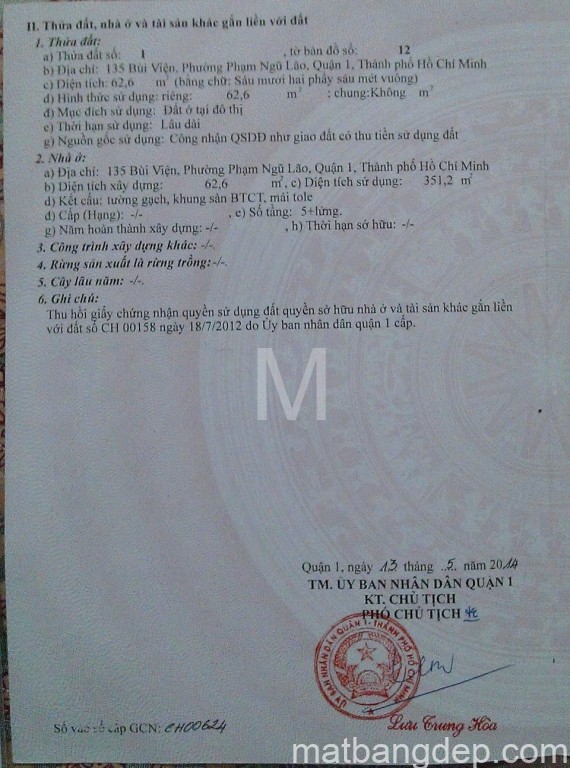 II. Thửa đất, nhà ở và tài sản khác gắn liền với đất
1. Thửa đất:
a) Thửa đất số: 1 , tờ bản đồ số: 12
b) Địa chỉ: 135 Bùi Viện, Phường Phạm Ngũ Lão, Quận 1, Thành phố Hồ Chí Minh
c) Diện tích: 62,6 m² (bằng chữ: Sáu mươi hai phẩy sáu mét vuông)
d) Hình thức sử dụng: riêng: 62,6 m² ; chung:Không m²
đ) Mục đích sử dụng: Đất ở tại đô thị
e) Thời hạn sử dụng: Lâu dài
g) Nguồn gốc sử dụng: Công nhận QSDĐ như giao đất có thu tiền sử dụng đất
2. Nhà ở:
a) Địa chỉ: 135 Bùi Viện, Phường Phạm Ngũ Lão, Quận 1, Thành phố Hồ Chí Minh
b) Diện tích xây dựng: 62,6 m², c) Diện tích sử dụng: 351,2 m²
d) Kết cấu: tường gạch, khung sàn BTCT, mái tole
đ) Cấp (Hạng): -/- , e) Số tầng: 5+lửng.
g) Năm hoàn thành xây dựng: -/- , h) Thời hạn sở hữu: -/-
3. Công trình xây dựng khác: -/-.
4. Rừng sản xuất là rừng trồng:-/-.
5. Cây lâu năm: -/-.
6. Ghi chú:
Thu hồi giấy chứng nhận quyền sử dụng đất quyền sở hữu nhà ở và tài sản khác gắn liền
với đất số CH 00158 ngày 18/7/2012 do Ủy ban nhân dân quận 1 cấp.
M
Quận 1, ngày 13 tháng 5 năm 2014
TM. ỦY BAN NHÂN DÂN QUẬN 1
KT. CHỦ TỊCH
PHÓ CHỦ TỊCH
ỦY BAN NHÂN DÂN QUẬN 1 - THÀNH PHỐ HỒ CHÍ MINH
Số vào sổ cấp GCN: CH00624
Lưu Trung Hòa
matbangdep.com